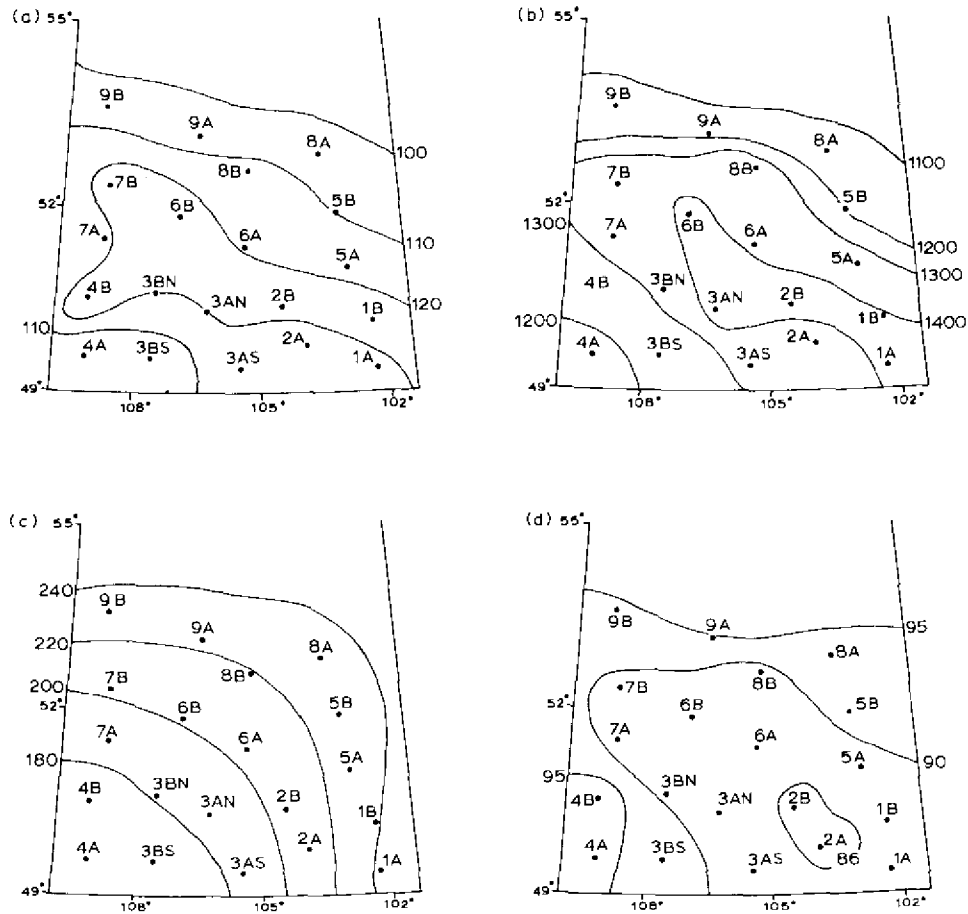 (a) 55°
9B
9A
8A
100
8B
7B
52°
6B
5B
7A
6A
110
5A
4B
3BN
3AN
2B
120
1B
110
4A
3BS
3AS
2A
1A
49°
108°
105°
102°
(b) 55°
9B
9A
8A
1100
7B
8B
52°
1300
6B
5B
7A
6A
1200
5A
1300
4B
3BN
3AN
2B
1B
1400
1200
4A
3BS
3AS
2A
1A
49°
108°
105°
102°
(c) 55°
240
9B
9A
220
8A
7B
8B
200
52°
6B
5B
7A
6A
180
5A
4B
3BN
3AN
2B
1B
4A
3BS
3AS
2A
1A
49°
108°
105°
102°
(d) 55°
9B
9A
95
8A
7B
8B
52°
6B
5B
7A
6A
5A
90
95
4B
3BN
3AN
2B
1B
4A
3BS
3AS
2A
86
1A
49°
108°
105°
102°